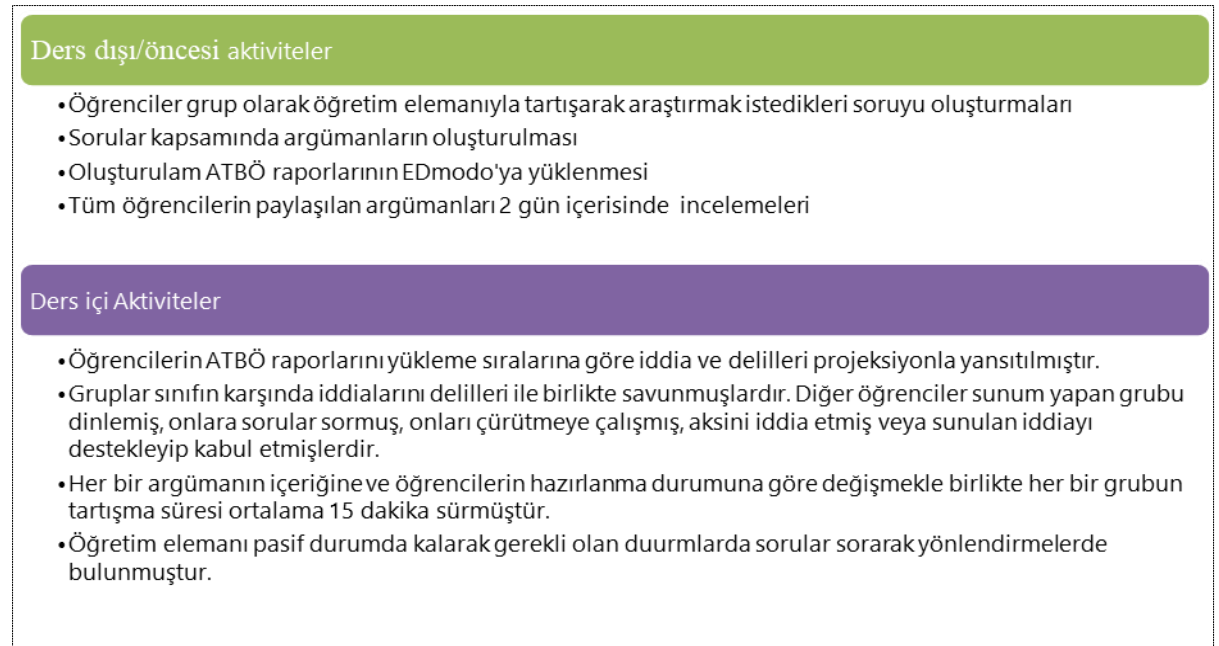 Ders dışı/öncesi aktiviteler
•Öğrenciler grup olarak öğretim elemanıyla tartışarak araştırmak istedikleri soruyu oluşturmaları
•Sorular kapsamında argümanların oluşturulması
•Oluşturulam ATBÖ raporlarının EDmodo'ya yüklenmesi
•Tüm öğrencilerin paylaşılan argümanları 2 gün içerisinde incelemeleri
Ders içi Aktiviteler
•Öğrencilerin ATBÖ raporlarını yükleme sıralarına göre iddia ve delilleri projeksiyonla yansıtılmıştır.
•Gruplar sınıfın karşında iddialarını delilleri ile birlikte savunmuşlardır. Diğer öğrenciler sunum yapan grubu
dinlemiş, onlara sorular sormuş, onları çürütmeye çalışmış, aksini iddia etmiş veya sunulan iddiayı
destekleyip kabul etmişlerdir.
•Her bir argümanın içeriğine ve öğrencilerin hazırlanma durumuna göre değişmekle birlikte her bir grubun
tartışma süresi ortalama 15 dakika sürmüştür.
•Öğretim elemanı pasif durumda kalarak gerekli olan duurmlarda sorular sorarak yönlendirmelerde
bulunmuştur.